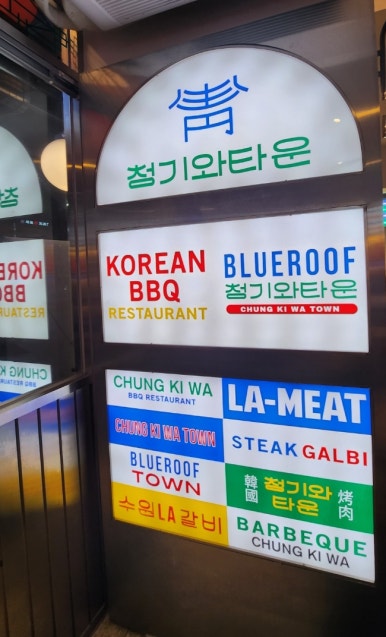 靑
청기와타운
KOREAN
BBQ
RESTAURANT
BLUEROOF
청기와타운
CHUNG KI WA TOWN
CHUNG KI WA
BBQ RESTAURANT
CHUNG KI WA TOWN
BLUEROOF
TOWN
수원LA갈비
LA-MEAT
STEAK GALBI
韓國
청기와
타운
烤肉
BARBEQUE
CHUNG KI WA